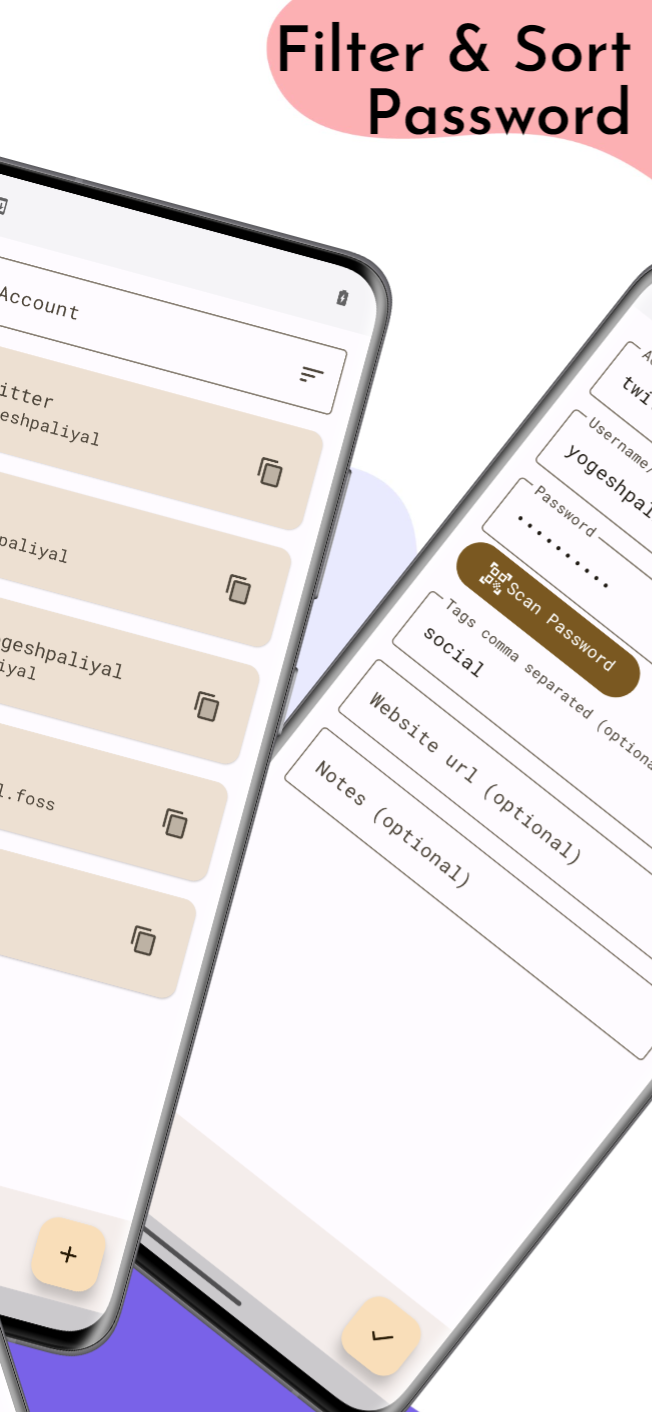 Filter & Sort
Password
Account
itter
eshpaliyal
paliyal
ogeshpaliyal
iyal
l.foss
twi
Username/
yogeshpal
Password
Scan Password
Tags comma separated (optiona
social
Website url (optional)
Notes (optional)